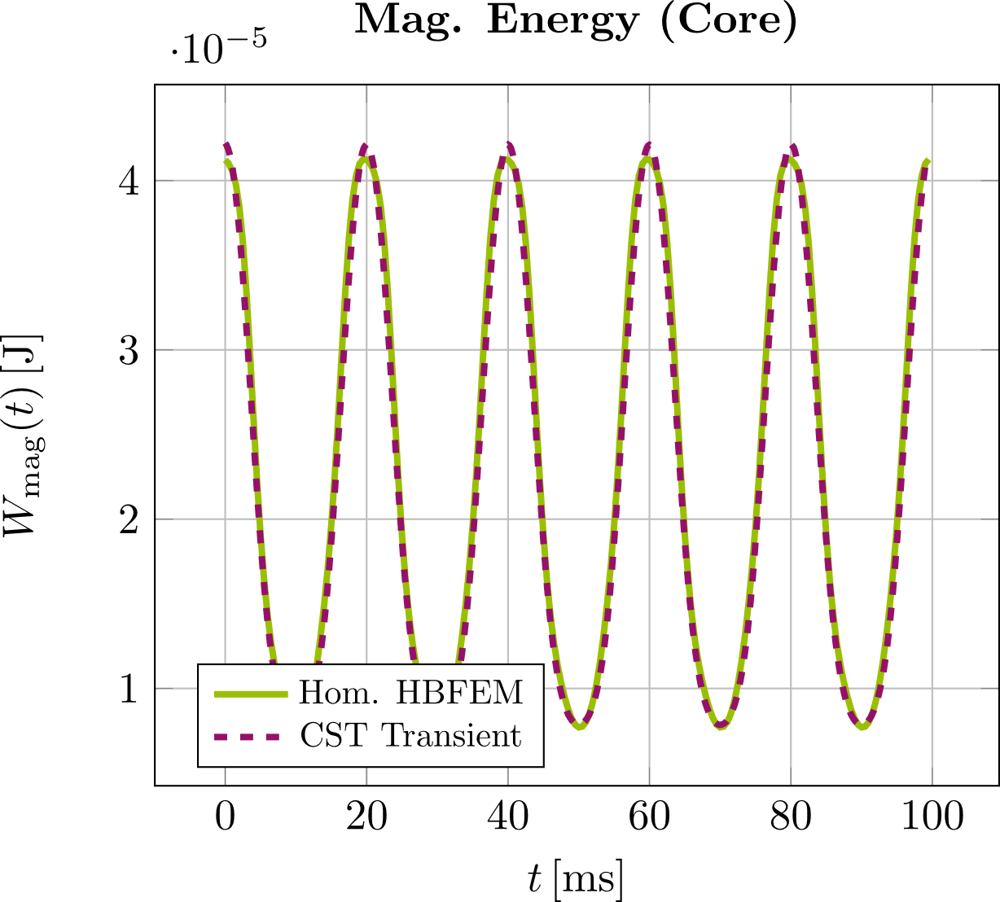 Mag. Energy (Core)
·10⁻⁵
4
3
2
1
W_mag(t) [J]
Hom. HBFEM
CST Transient
0 20 40 60 80 100
t [ms]